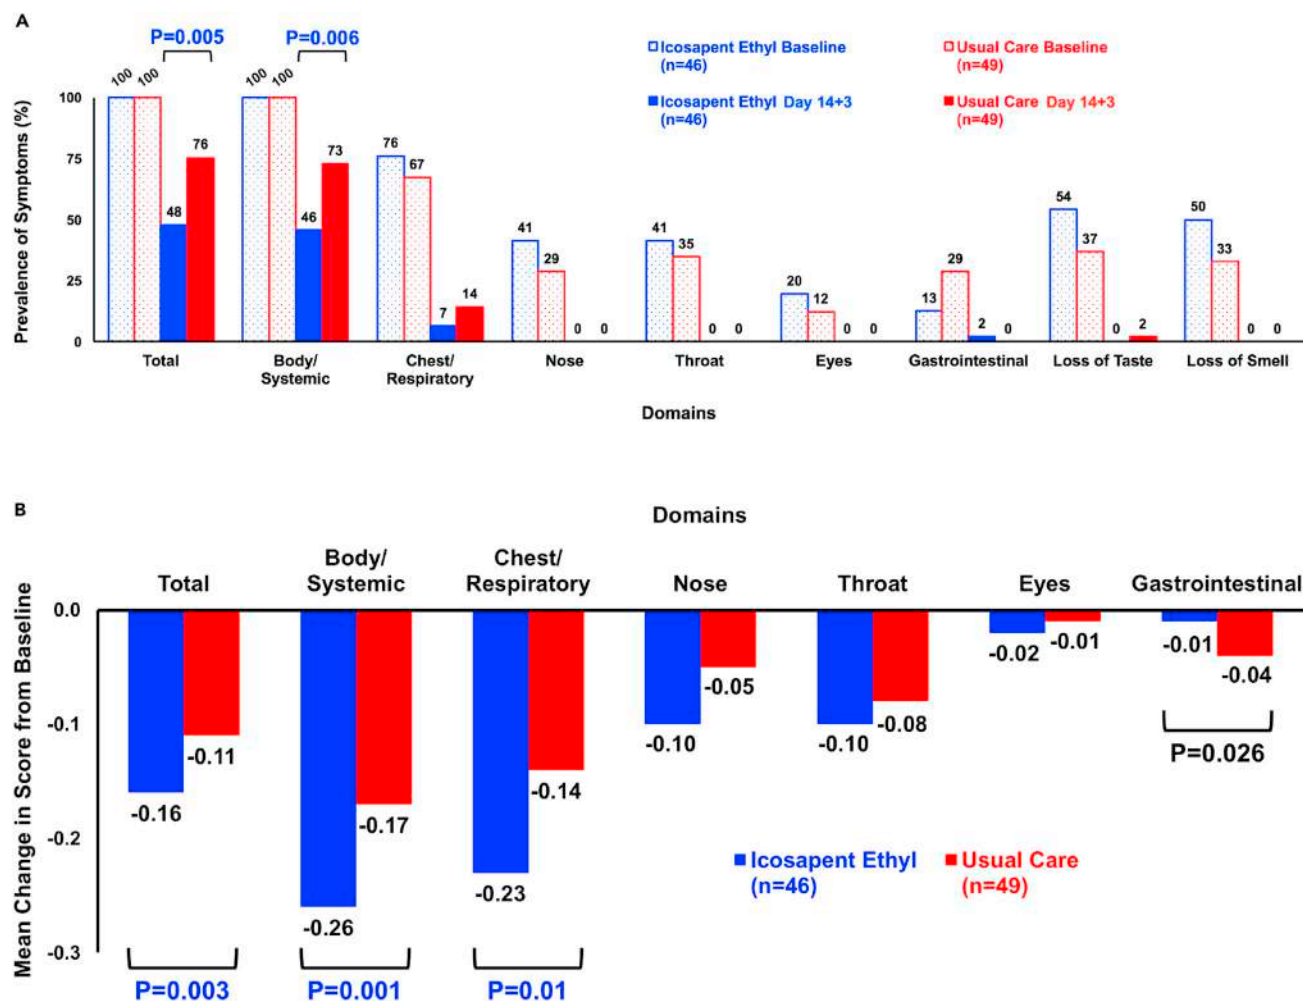 A
P=0.005 P=0.006
Icosapent Ethyl Baseline
(n=46)
Usual Care Baseline
(n=49)
Icosapent Ethyl Day 14+3
(n=46)
Usual Care Day 14+3
(n=49)
Prevalence of Symptoms (%)
100
75
50
25
0
100 100 48 76
100 100 46 73
76 67 7 14
41 29 0 0
41 35 0 0
20 12 0 0
13 29 2 0
54 37 0 2
50 33 0 0
Total
Body/
Systemic
Chest/
Respiratory
Nose
Throat
Eyes
Gastrointestinal
Loss of Taste
Loss of Smell
Domains
B
Domains
Total
Body/
Systemic
Chest/
Respiratory
Nose
Throat
Eyes
Gastrointestinal
Mean Change in Score from Baseline
0.0
-0.1
-0.2
-0.3
-0.16 -0.11
-0.26 -0.17
-0.23 -0.14
-0.10 -0.05
-0.10 -0.08
-0.02 -0.01
-0.01 -0.04
P=0.026
Icosapent Ethyl
(n=46)
Usual Care
(n=49)
P=0.003 P=0.001 P=0.01